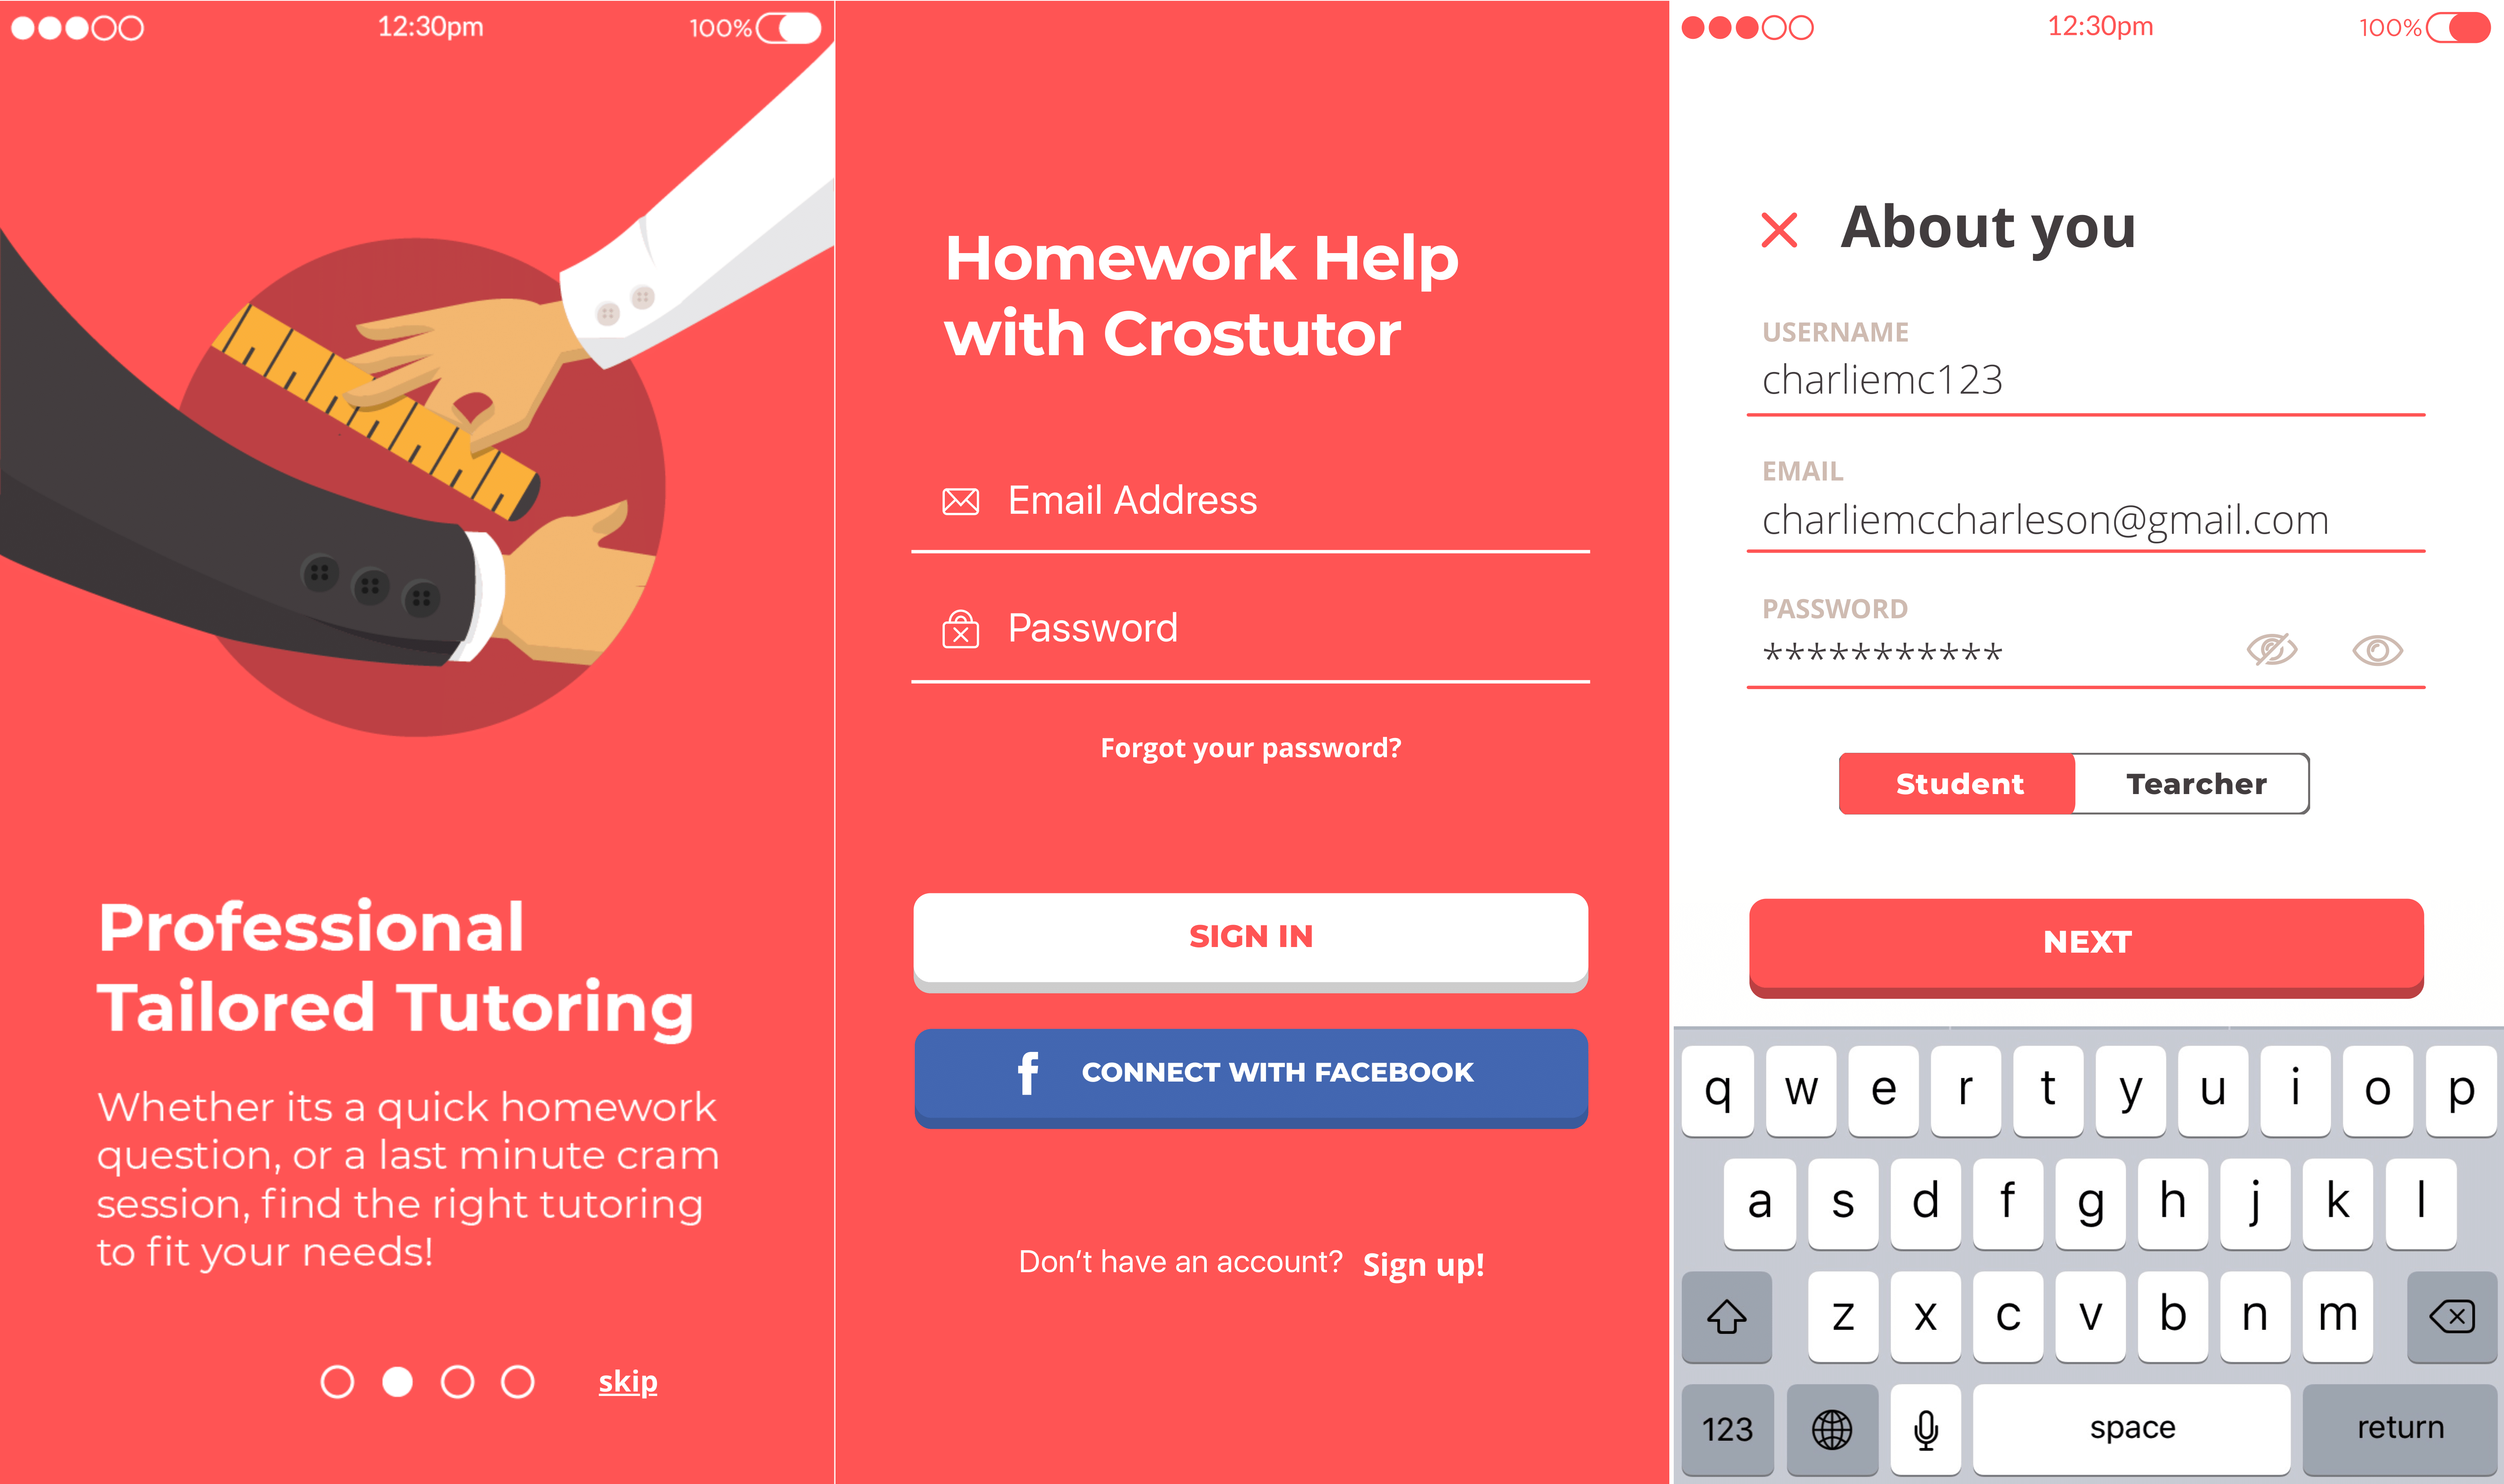 12:30pm
100%
Professional
Tailored Tutoring
Whether its a quick homework
question, or a last minute cram
session, find the right tutoring
to fit your needs!
skip
Homework Help
with Crostutor
Email Address
Password
Forgot your password?
SIGN IN
f CONNECT WITH FACEBOOK
Don't have an account? Sign up!
12:30pm
100%
About you
USERNAME
charliemc123
EMAIL
charliemccharleson@gmail.com
PASSWORD
***********
Student Tearcher
NEXT
q w e r t y u i o p
a s d f g h j k l
z x c v b n m
123 space return